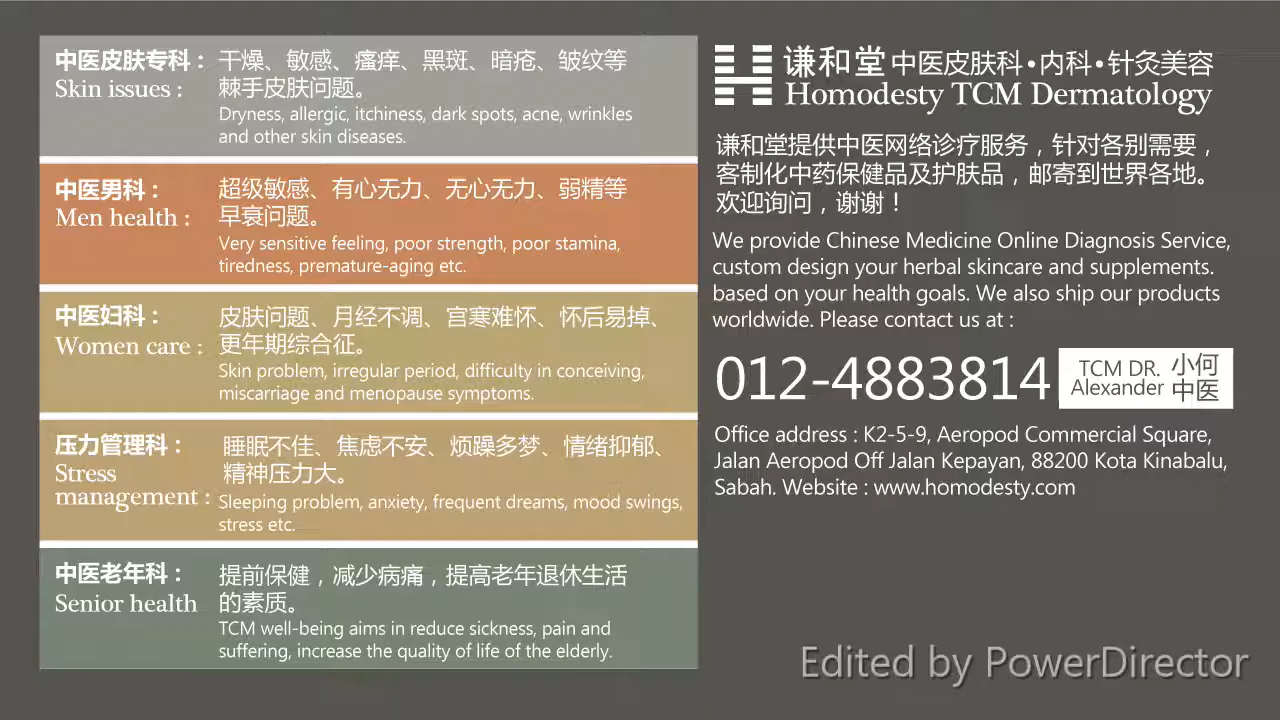 中医皮肤专科：
Skin issues :
干燥、敏感、瘙痒、黑斑、暗疮、皱纹等
棘手皮肤问题。
Dryness, allergic, itchiness, dark spots, acne, wrinkles
and other skin diseases.
中医男科：
Men health :
超级敏感、有心无力、无心无力、弱精等
早衰问题。
Very sensitive feeling, poor strength, poor stamina,
tiredness, premature-aging etc.
中医妇科：
Women care :
皮肤问题、月经不调、宫寒难怀、怀后易掉、
更年期综合征。
Skin problem, irregular period, difficulty in conceiving,
miscarriage and menopause symptoms.
压力管理科：
Stress
management :
睡眠不佳、焦虑不安、烦躁多梦、情绪抑郁、
精神压力大。
Sleeping problem, anxiety, frequent dreams, mood swings,
stress etc.
中医老年科：
Senior health
提前保健，减少病痛，提高老年退休生活
的素质。
TCM well-being aims in reduce sickness, pain and
suffering, increase the quality of life of the elderly.
谦和堂 中医皮肤科•内科•针灸美容
Homodesty TCM Dermatology
谦和堂提供中医网络诊疗服务，针对各别需要，
客制化中药保健品及护肤品，邮寄到世界各地。
欢迎询问，谢谢！
We provide Chinese Medicine Online Diagnosis Service,
custom design your herbal skincare and supplements.
based on your health goals. We also ship our products
worldwide. Please contact us at :
012-4883814
TCM DR. 小何
Alexander 中医
Office address : K2-5-9, Aeropod Commercial Square,
Jalan Aeropod Off Jalan Kepayan, 88200 Kota Kinabalu,
Sabah. Website : www.homodesty.com
Edited by PowerDirector